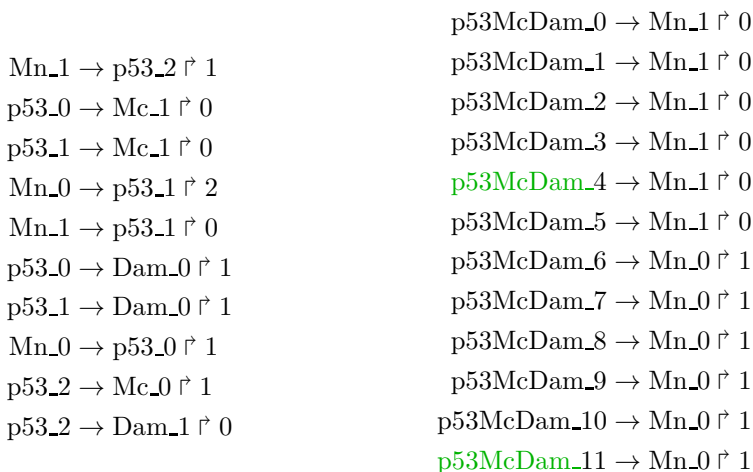 Mn_1 → p53_2 ↱ 1
p53_0 → Mc_1 ↱ 0
p53_1 → Mc_1 ↱ 0
Mn_0 → p53_1 ↱ 2
Mn_1 → p53_1 ↱ 0
p53_0 → Dam_0 ↱ 1
p53_1 → Dam_0 ↱ 1
Mn_0 → p53_0 ↱ 1
p53_2 → Mc_0 ↱ 1
p53_2 → Dam_1 ↱ 0
p53McDam_0 → Mn_1 ↱ 0
p53McDam_1 → Mn_1 ↱ 0
p53McDam_2 → Mn_1 ↱ 0
p53McDam_3 → Mn_1 ↱ 0
p53McDam_4 → Mn_1 ↱ 0
p53McDam_5 → Mn_1 ↱ 0
p53McDam_6 → Mn_0 ↱ 1
p53McDam_7 → Mn_0 ↱ 1
p53McDam_8 → Mn_0 ↱ 1
p53McDam_9 → Mn_0 ↱ 1
p53McDam_10 → Mn_0 ↱ 1
p53McDam_11 → Mn_0 ↱ 1